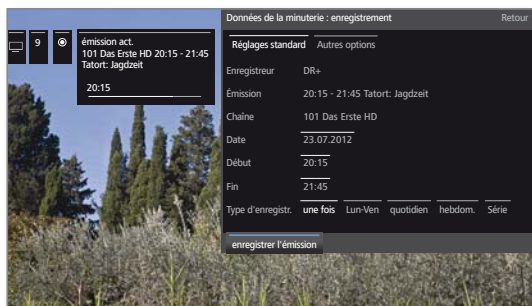 Données de la minuterie : enregistrement Retour
9
émission act.
101 Das Erste HD 20:15 - 21:45
Tatort: Jagdzeit
20:15
Réglages standard Autres options
Enregistreur DR+
Émission 20:15 - 21:45 Tatort: Jagdzeit
Chaîne 101 Das Erste HD
Date 23.07.2012
Début 20:15
Fin 21:45
Type d'enregistr. une fois Lun-Ven quotidien hebdom. Série
enregistrer l'émission